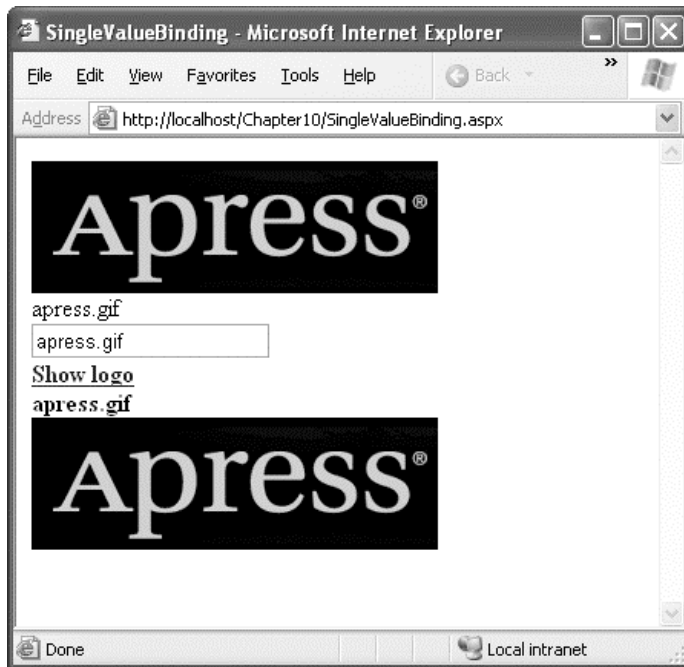 SingleValueBinding - Microsoft Internet Explorer
File Edit View Favorites Tools Help Back »
Address http://localhost/Chapter10/SingleValueBinding.aspx
Apress®
apress.gif
apress.gif
Show logo
apress.gif
Apress®
Done Local intranet